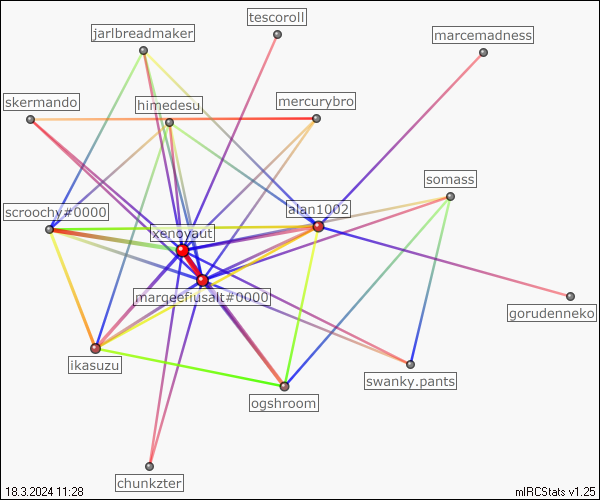 tescoroll
jarlbreadmaker
marcemadness
skermando
himedesu
mercurybro
somass
scroochy#0000
alan1002
xenoyaut
marqeefiusalt#0000
gorudenneko
ikasuzu
swanky.pants
ogshroom
chunkzter
18.3.2024 11:28
mIRCStats v1.25